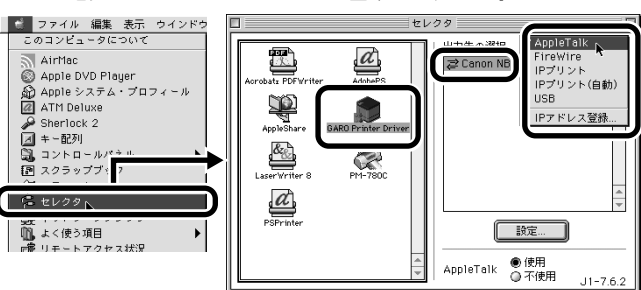 ファイル 編集 表示 ウインドウ
このコンピュータについて
AirMac
Apple DVD Player
Apple システム・プロフィール
ATM Deluxe
Sherlock 2
キー配列
コントロールパネル
スクラップブック
セレクタ
よく使う項目
リモートアクセス状況
セレクタ
Acrobat™ PDFWriter
AdobePS
AppleShare
GARO Printer Driver
LaserWriter 8
PM-780C
PSPrinter
出力先の選択
Canon NB
AppleTalk
FireWire
IPプリント
IPプリント(自動)
USB
IPアドレス登録...
設定...
AppleTalk
使用
不使用
J1-7.6.2